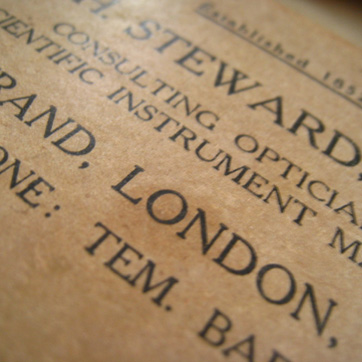 Established 185
H. STEWARD,
CONSULTING OPTICIA
CIENTIFIC INSTRUMENT M
RAND, LONDON,
ONE: TEM. BA